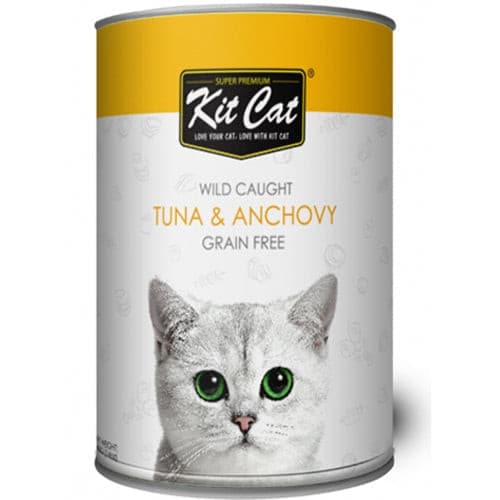 SUPER PREMIUM
Kit Cat®
LOVE YOUR CAT, LOVE WITH KIT CAT
WILD CAUGHT
TUNA & ANCHOVY
GRAIN FREE